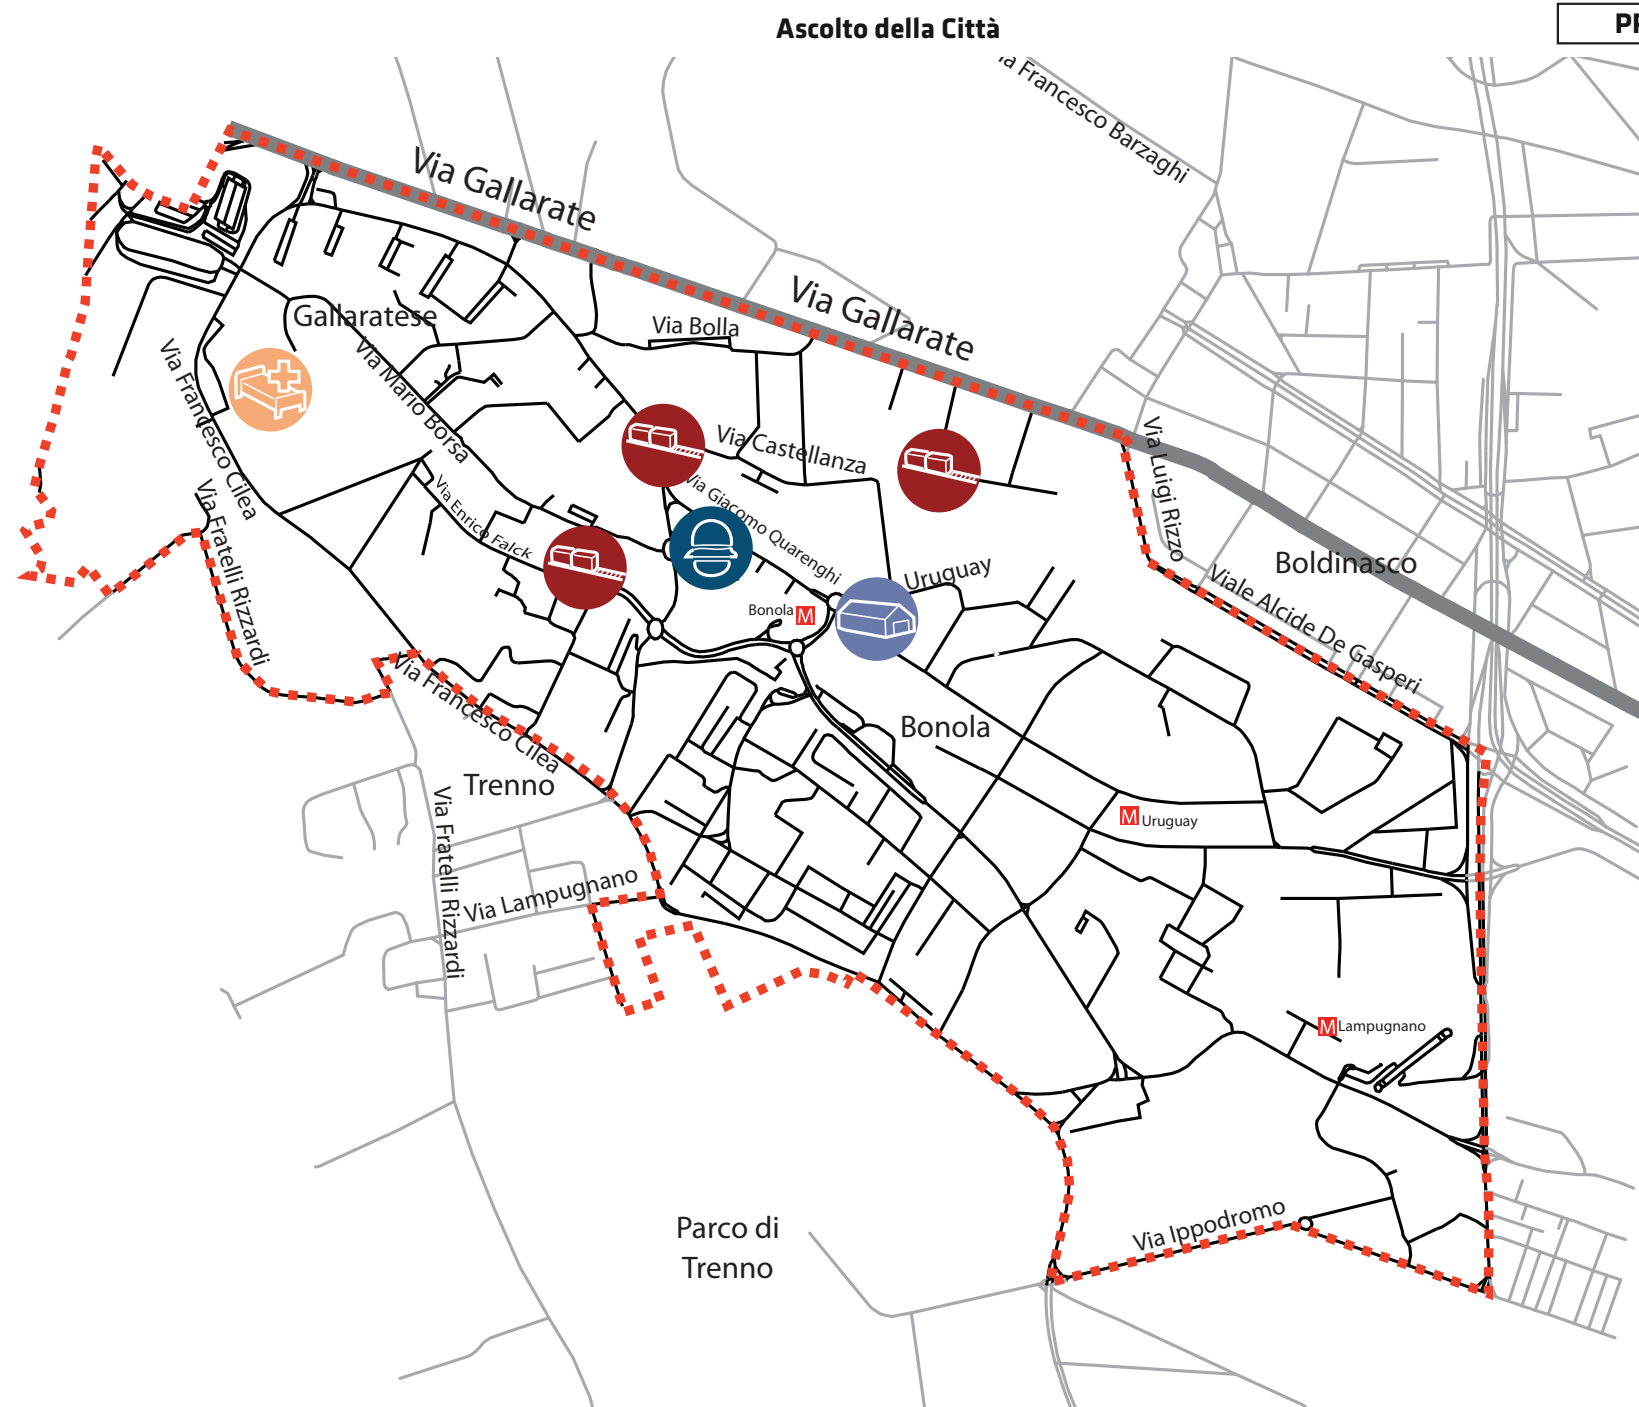 Ascolto della Città
Francesco Barzaghi
Via Gallarate
Via Gallarate
Via Bolla
Gallaratese
Via Mario Borsa
Via Francesco Cilea
Via Castellanza
Via Luigi Rizzo
Via Enrico Falck
Via Giacomo Quarenghi
Via Fratelli Rizzardi
Boldinasco
Uruguay
Viale Alcide De Gasperi
Bonola M
Via Francesco Cilea
Bonola
Trenno
M Uruguay
Via Fratelli Rizzardi
Via Lampugnano
M Lampugnano
Parco di
Trenno
Via Ippodromo